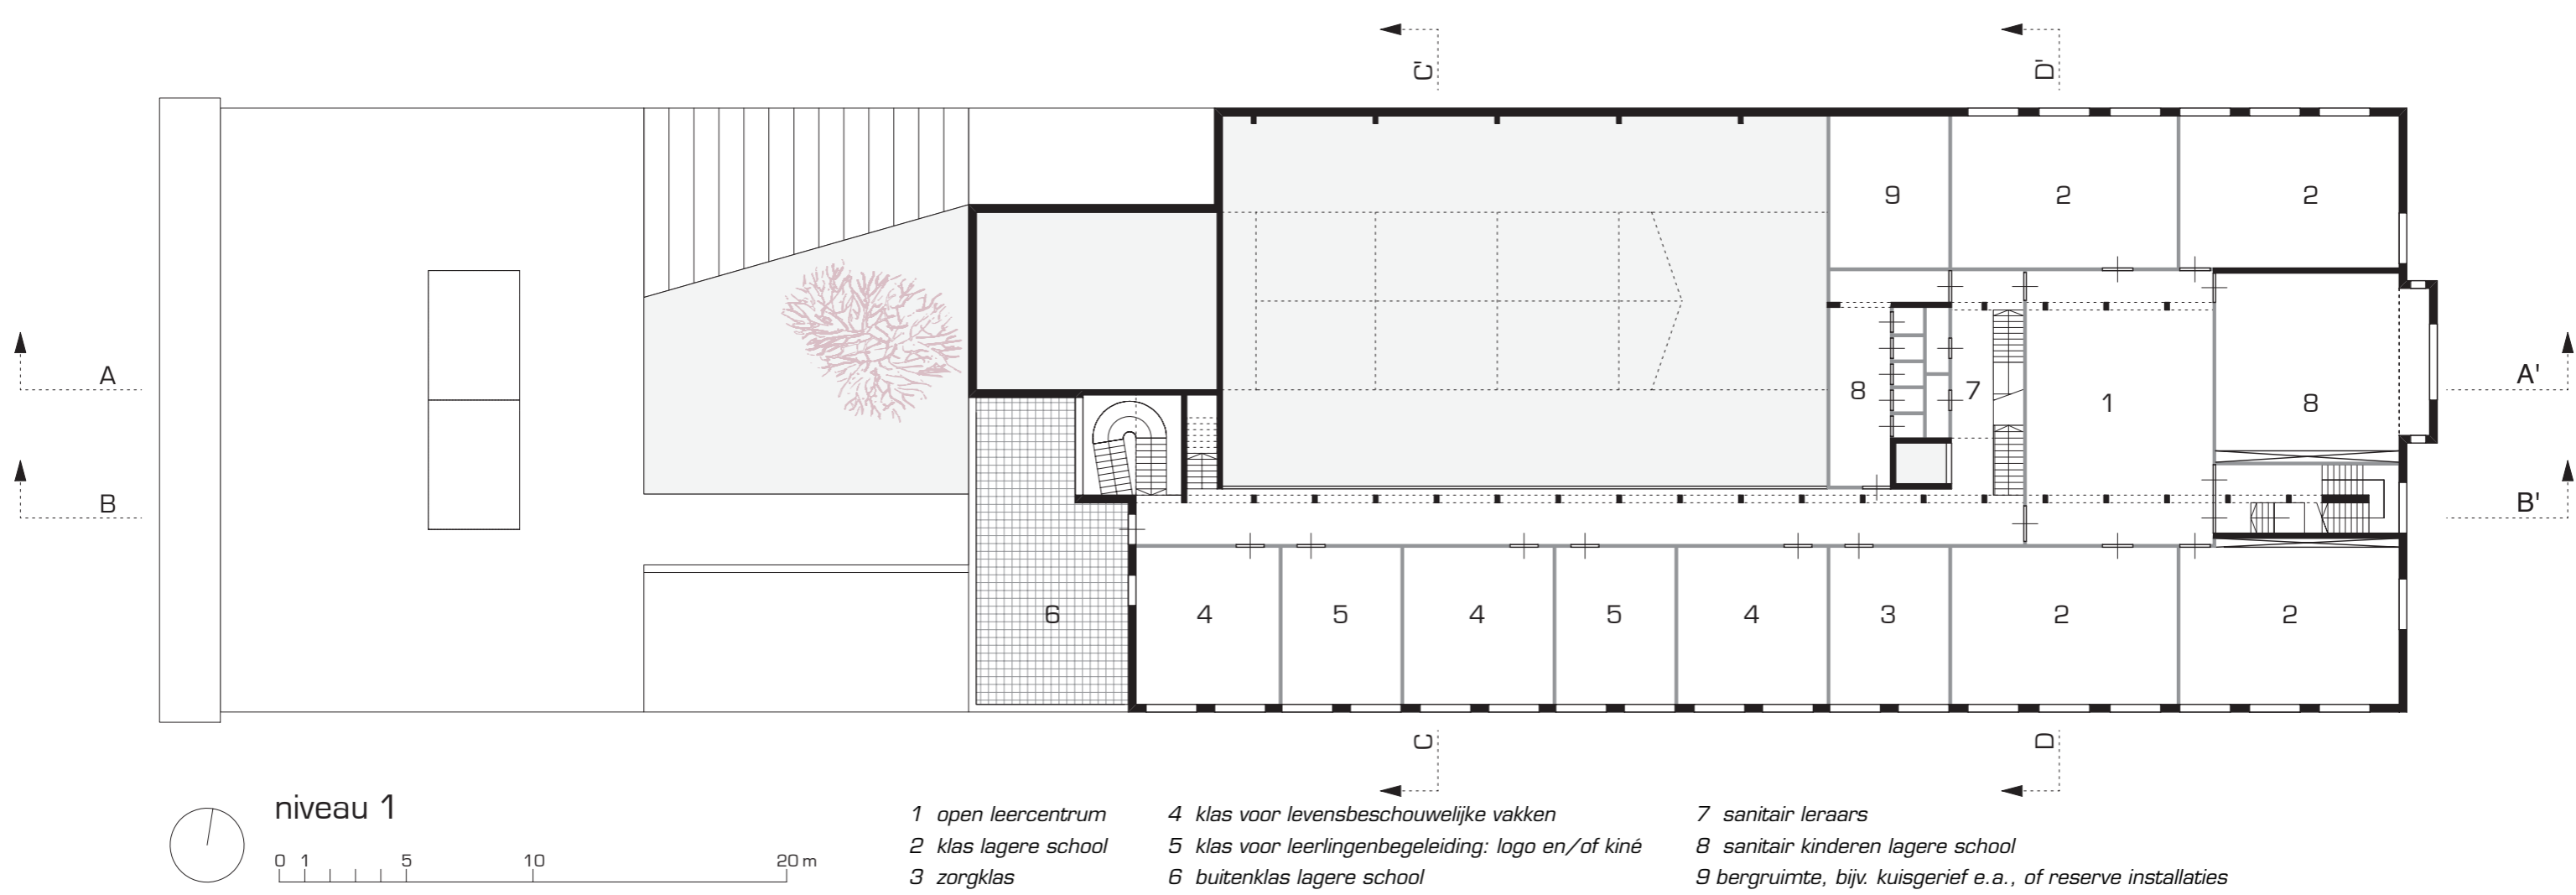 C' D'
9 2 2
A 8 7 1 8 A'
B B'
6 4 5 4 5 4 3 2 2
C D
niveau 1
0 1 5 10 20 m
1 open leercentrum
2 klas lagere school
3 zorgklas
4 klas voor levensbeschouwelijke vakken
5 klas voor leerlingenbegeleiding: logo en/of kiné
6 buitenklas lagere school
7 sanitair leraars
8 sanitair kinderen lagere school
9 bergruimte, bijv. kuisgerief e.a., of reserve installaties